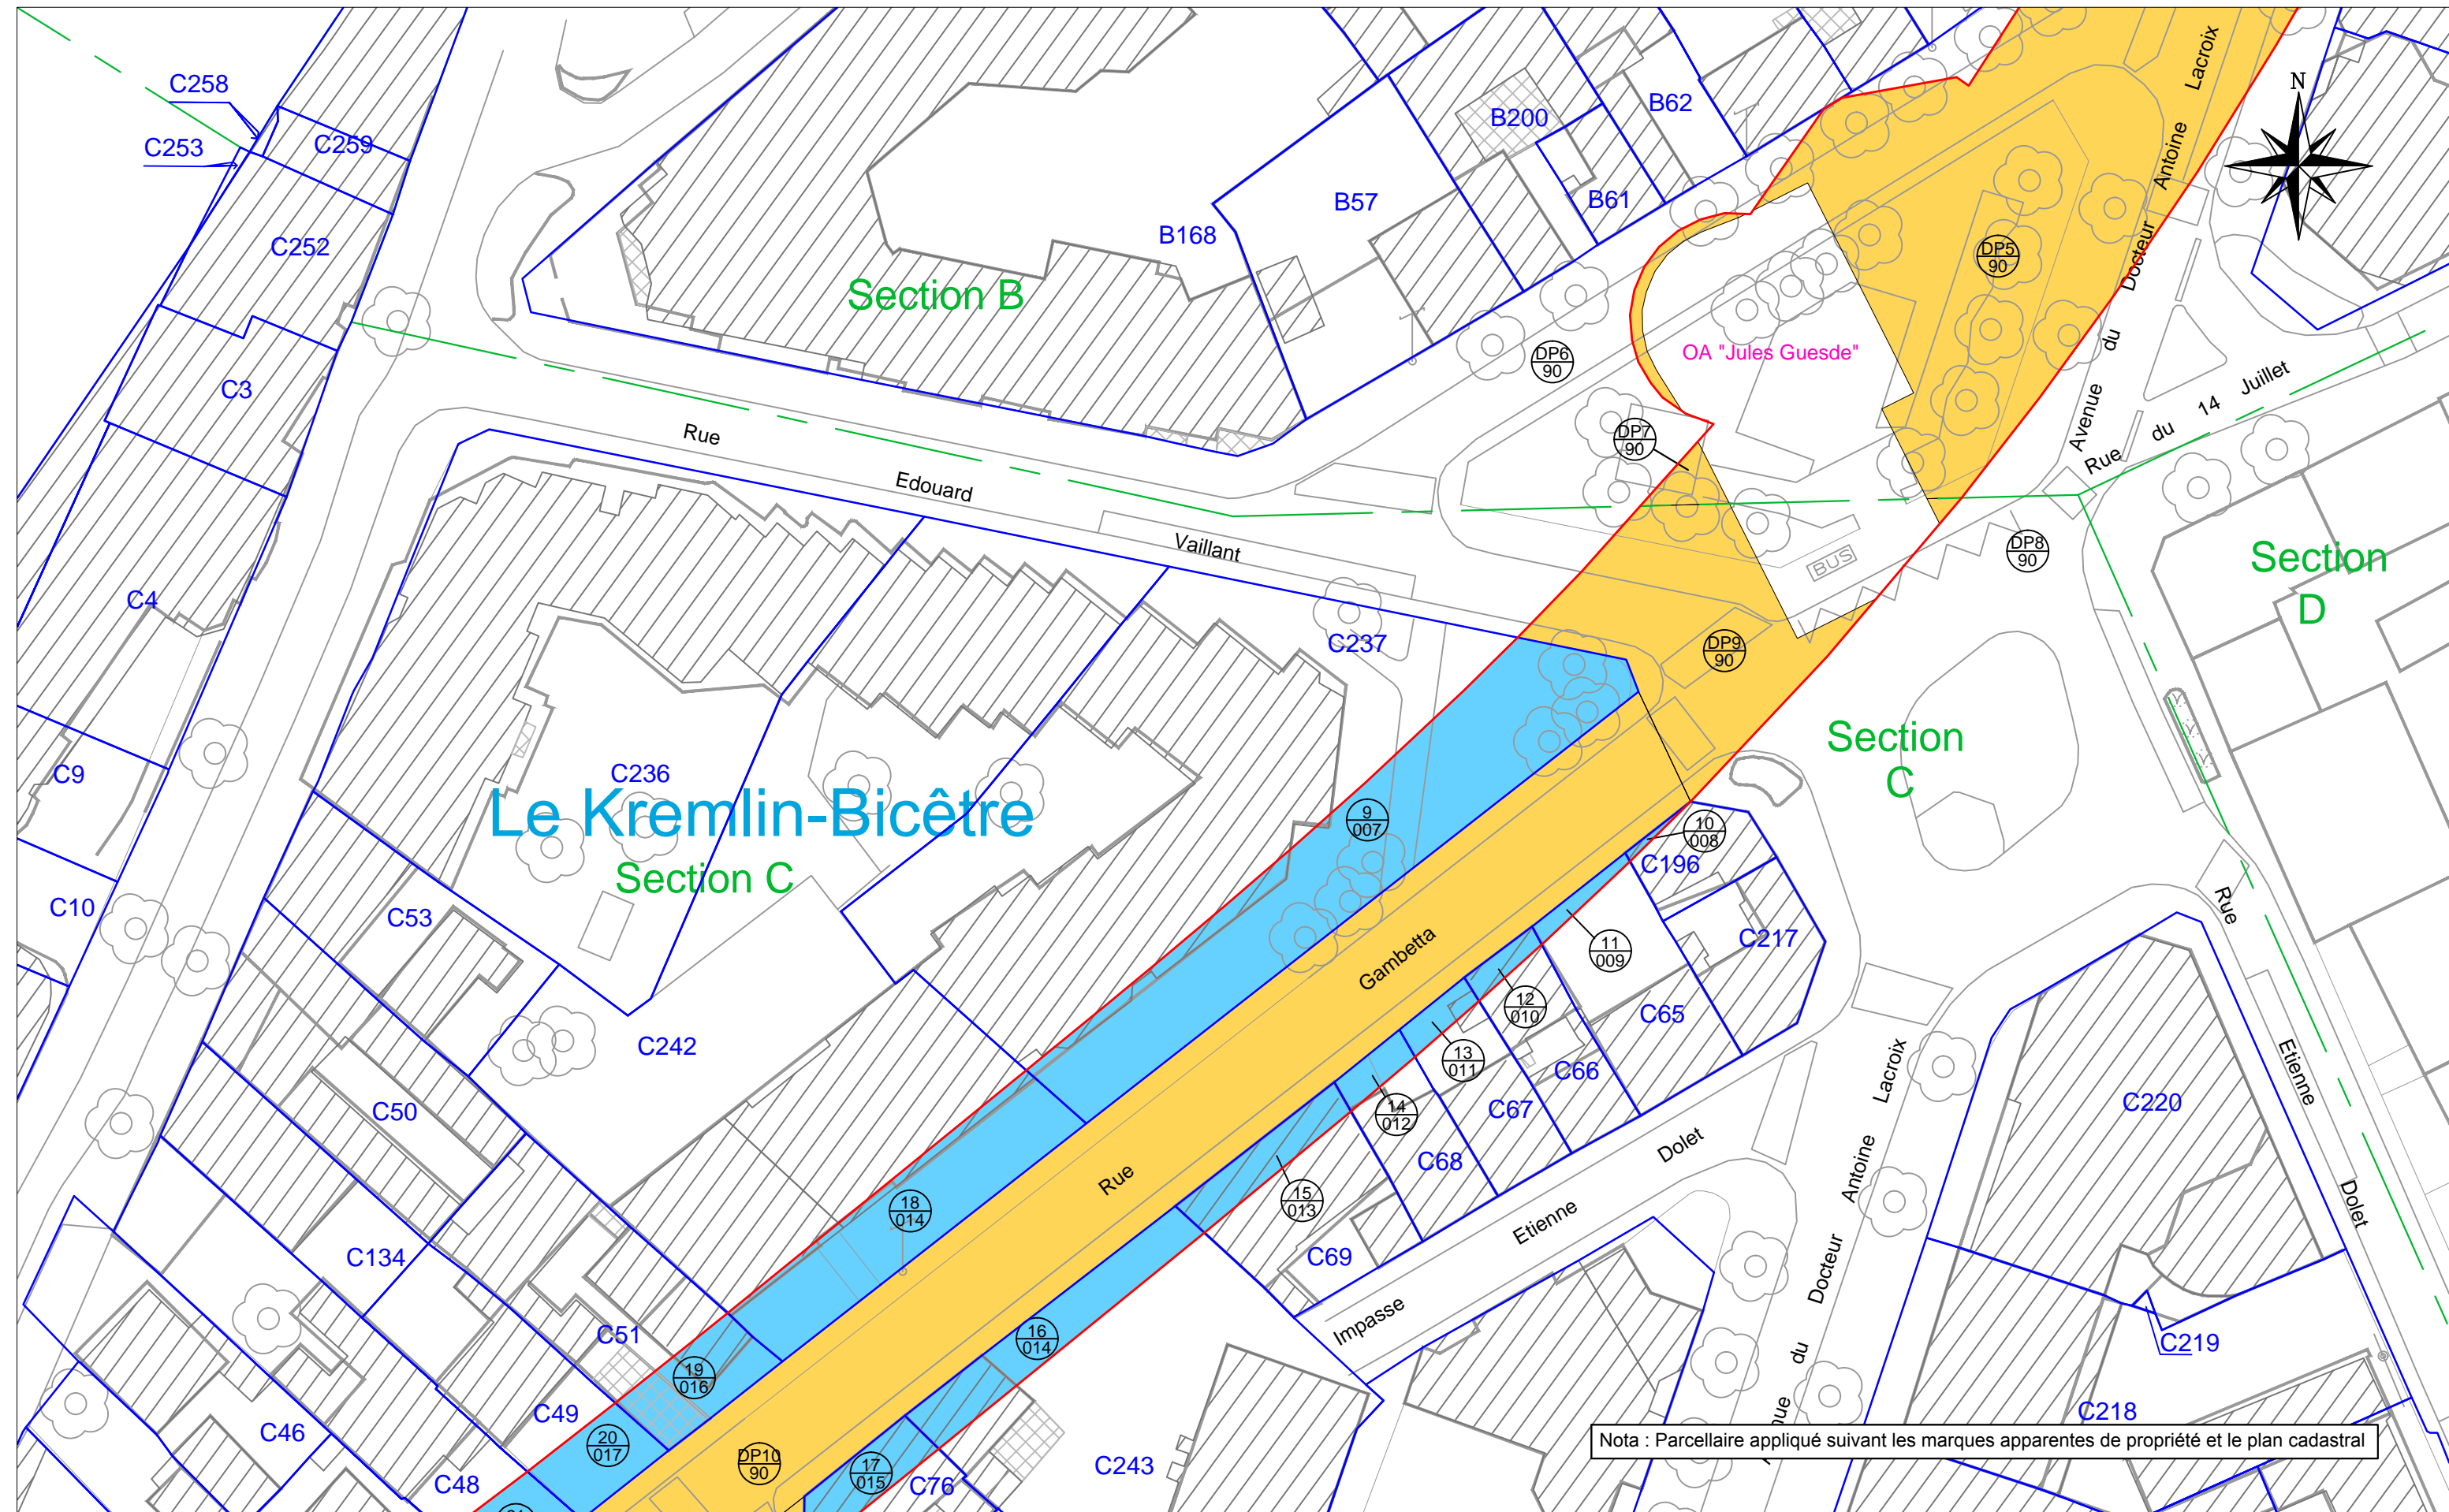 C258
C253
C259
C252
C3
C4
C9
C10
Section B
B168
B57
B200
B62
B61
Lacroix
Antoine
Docteur
du
Avenue
N
DP5
90
OA "Jules Guesde"
DP6
90
DP7
90
DP8
90
DP9
90
BUS
Rue
Edouard
Vaillant
Rue
du
14
Juillet
Section
D
Section
C
C237
C236
Le Kremlin-Bicêtre
Section C
C53
C242
C50
C134
C51
C49
C46
C48
9
007
10
008
C196
C217
11
009
12
010
C65
C66
13
011
C67
14
012
C68
15
013
C69
Gambetta
Rue
18
014
16
014
19
016
20
017
DP10
90
17
015
C76
C243
Dolet
Etienne
Impasse
Lacroix
Antoine
Docteur
du
Rue
Etienne
Dolet
C220
C219
C218
Nota : Parcellaire appliqué suivant les marques apparentes de propriété et le plan cadastral